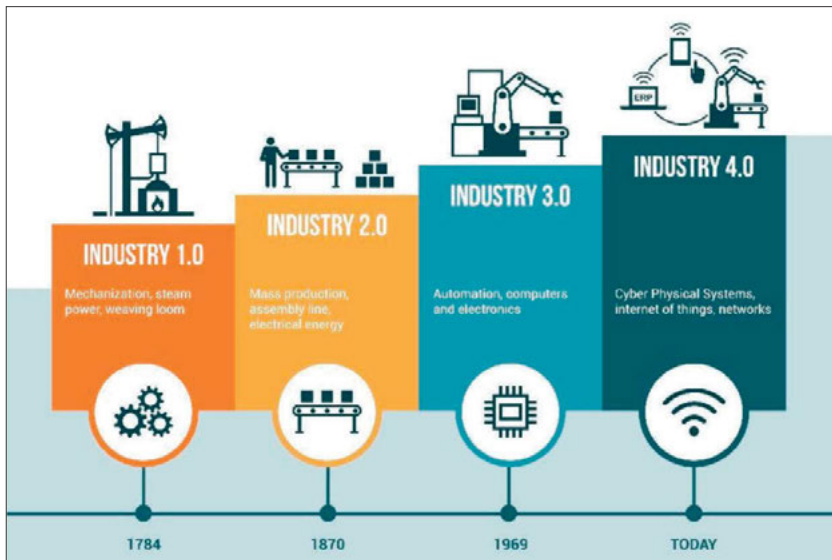 ERP
INDUSTRY 1.0
Mechanization, steam
power, weaving loom
INDUSTRY 2.0
Mass production,
assembly line,
electrical energy
INDUSTRY 3.0
Automation, computers
and electronics
INDUSTRY 4.0
Cyber Physical Systems,
internet of things, networks
1784
1870
1969
TODAY